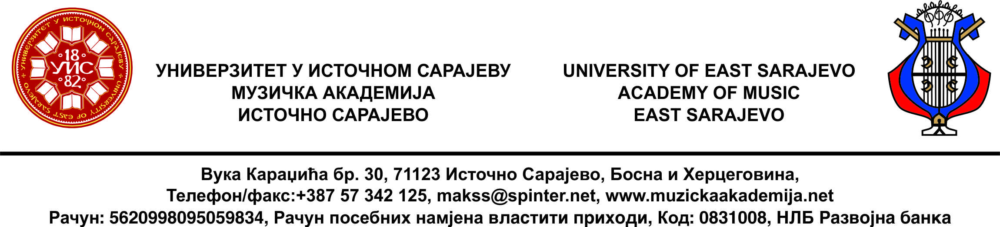 УНИВЕРЗИТЕТ У ИСТОЧНОМ САРАЈЕВУ
UNIVERSITY OF EAST SARAJEVO
18
УИС
82
УНИВЕРЗИТЕТ У ИСТОЧНОМ САРАЈЕВУ
МУЗИЧКА АКАДЕМИЈА
ИСТОЧНО САРАЈЕВО
UNIVERSITY OF EAST SARAJEVO
ACADEMY OF MUSIC
EAST SARAJEVO
Вука Караџића бр. 30, 71123 Источно Сарајево, Босна и Херцеговина,
Телефон/факс:+387 57 342 125, makss@spinter.net, www.muzickaakademija.net
Рачун: 5620998095059834, Рачун посебних намјена властити приходи, Код: 0831008, НЛБ Развојна банка